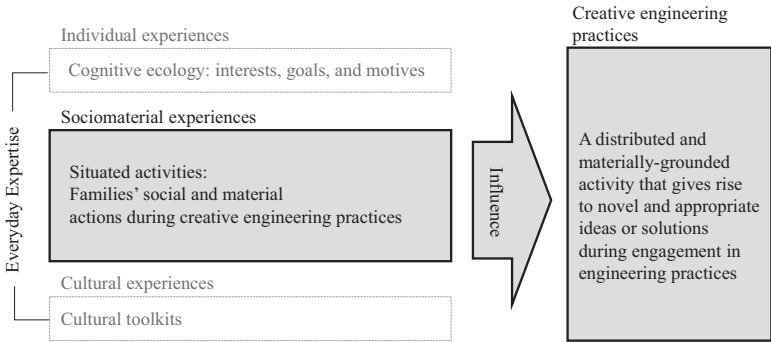 Everyday Expertise
Individual experiences
Cognitive ecology: interests, goals, and motives
Sociomaterial experiences
Situated activities:
Families' social and material
actions during creative engineering practices
Cultural experiences
Cultural toolkits
Influence
Creative engineering
practices
A distributed and
materially-grounded
activity that gives rise
to novel and appropriate
ideas or solutions
during engagement in
engineering practices